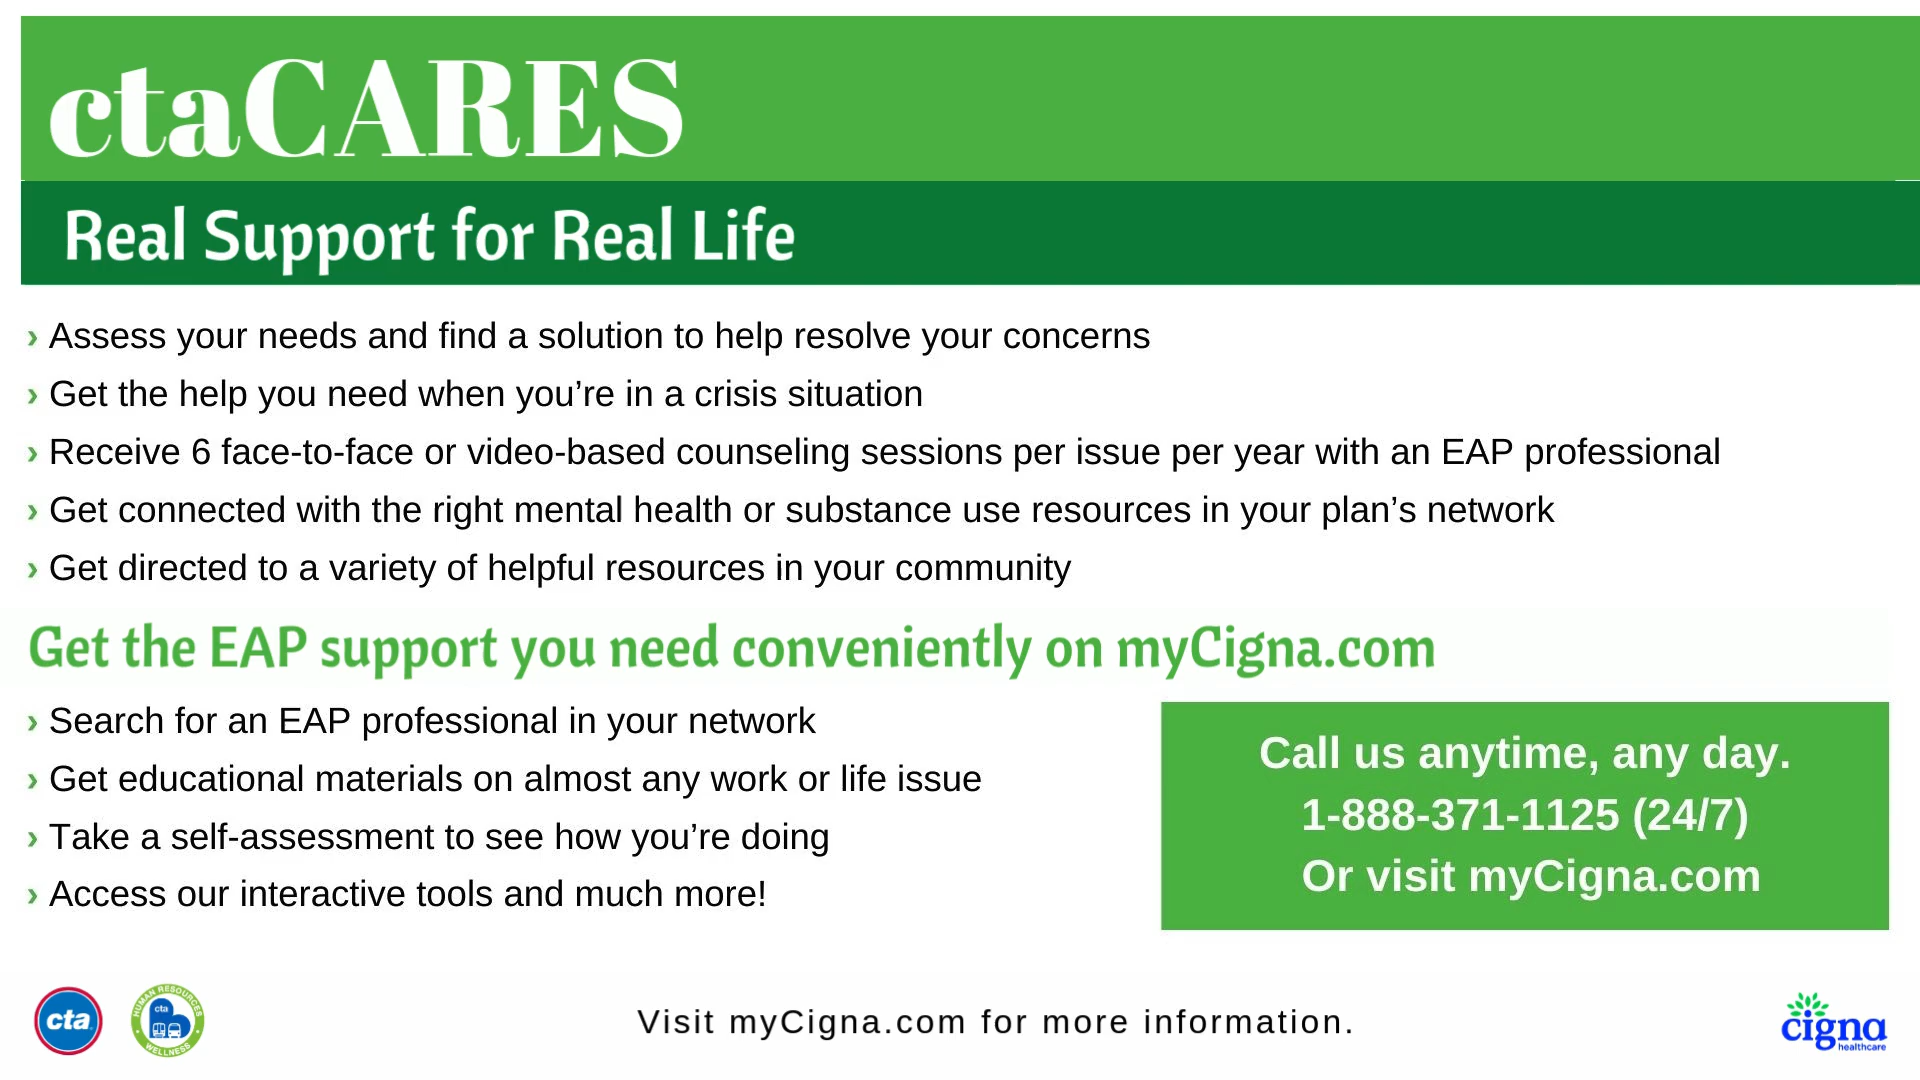 ctaCARES
Real Support for Real Life
› Assess your needs and find a solution to help resolve your concerns
› Get the help you need when you’re in a crisis situation
› Receive 6 face-to-face or video-based counseling sessions per issue per year with an EAP professional
› Get connected with the right mental health or substance use resources in your plan’s network
› Get directed to a variety of helpful resources in your community
Get the EAP support you need conveniently on myCigna.com
› Search for an EAP professional in your network
› Get educational materials on almost any work or life issue
› Take a self-assessment to see how you’re doing
› Access our interactive tools and much more!
Call us anytime, any day.
1-888-371-1125 (24/7)
Or visit myCigna.com
cta
HUMAN RESOURCES
cta
WELLNESS
Visit myCigna.com for more information.
cigna
healthcare